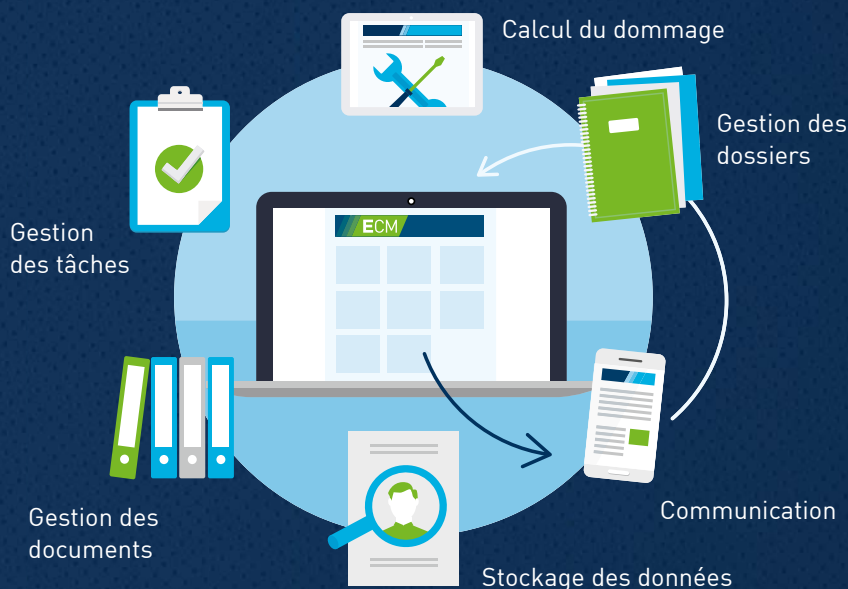 Calcul du dommage
Gestion des
dossiers
ECM
Gestion
des tâches
Gestion des
documents
Communication
Stockage des données